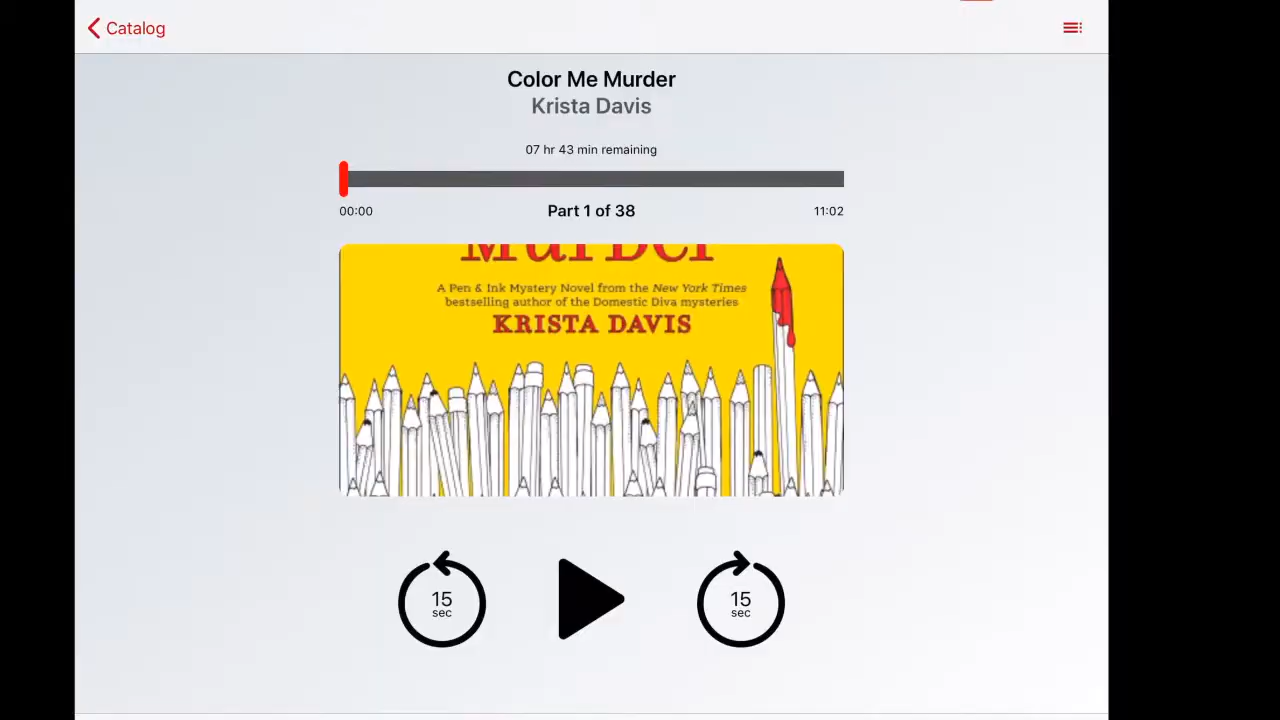 Catalog
Color Me Murder
Krista Davis
07 hr 43 min remaining
00:00
Part 1 of 38
11:02
Murder
A Pen & Ink Mystery Novel from the New York Times
bestselling author of the Domestic Diva mysteries
KRISTA DAVIS
15
sec
15
sec